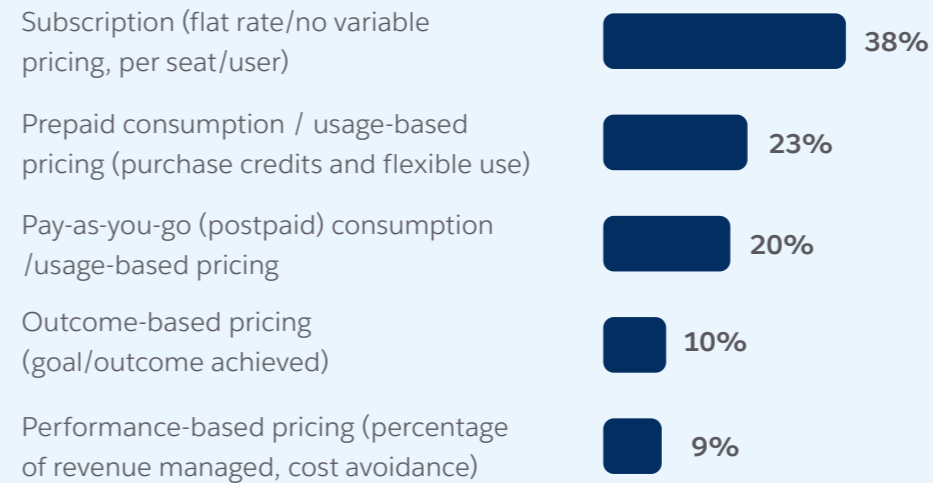 Subscription (flat rate/no variable
pricing, per seat/user)
38%
Prepaid consumption / usage-based
pricing (purchase credits and flexible use)
23%
Pay-as-you-go (postpaid) consumption
/usage-based pricing
20%
Outcome-based pricing
(goal/outcome achieved)
10%
Performance-based pricing (percentage
of revenue managed, cost avoidance)
9%